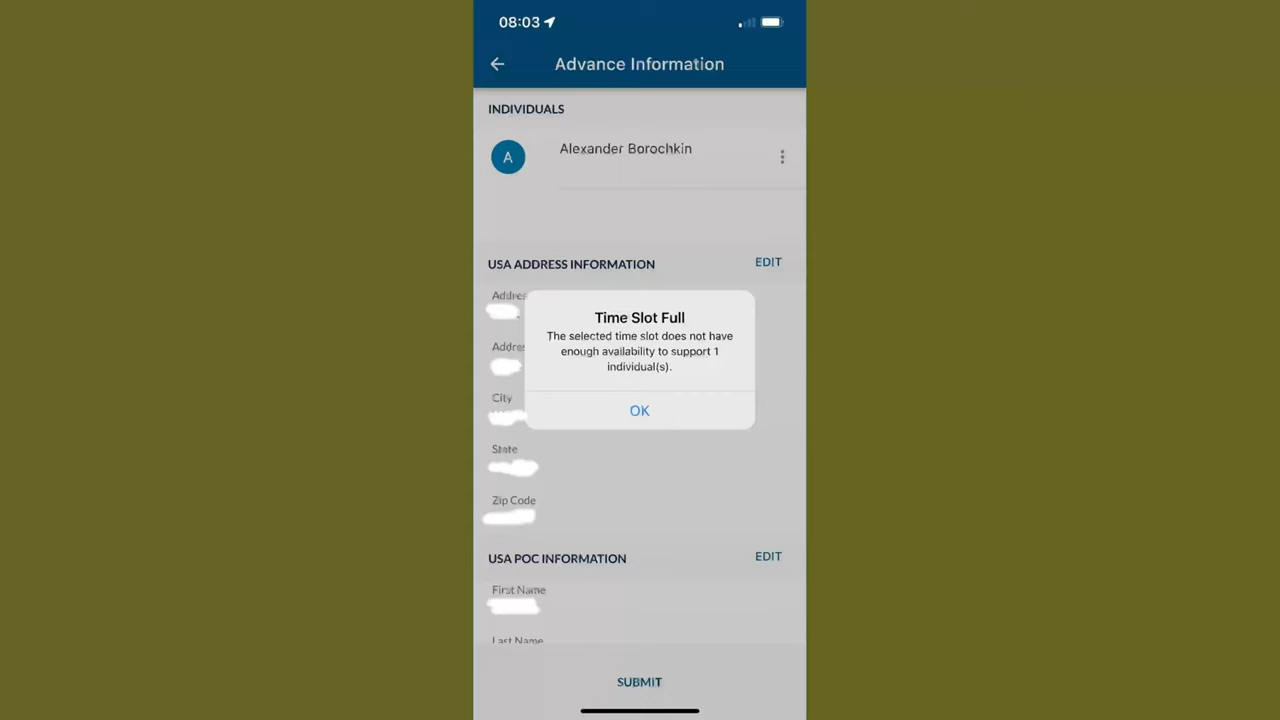 08:03
Advance Information
INDIVIDUALS
A
Alexander Borochkin
USA ADDRESS INFORMATION
EDIT
Addres
Time Slot Full
The selected time slot does not have
enough availability to support 1
individual(s).
Addres
City
OK
State
Zip Code
USA POC INFORMATION
EDIT
First Name
Last Name
SUBMIT